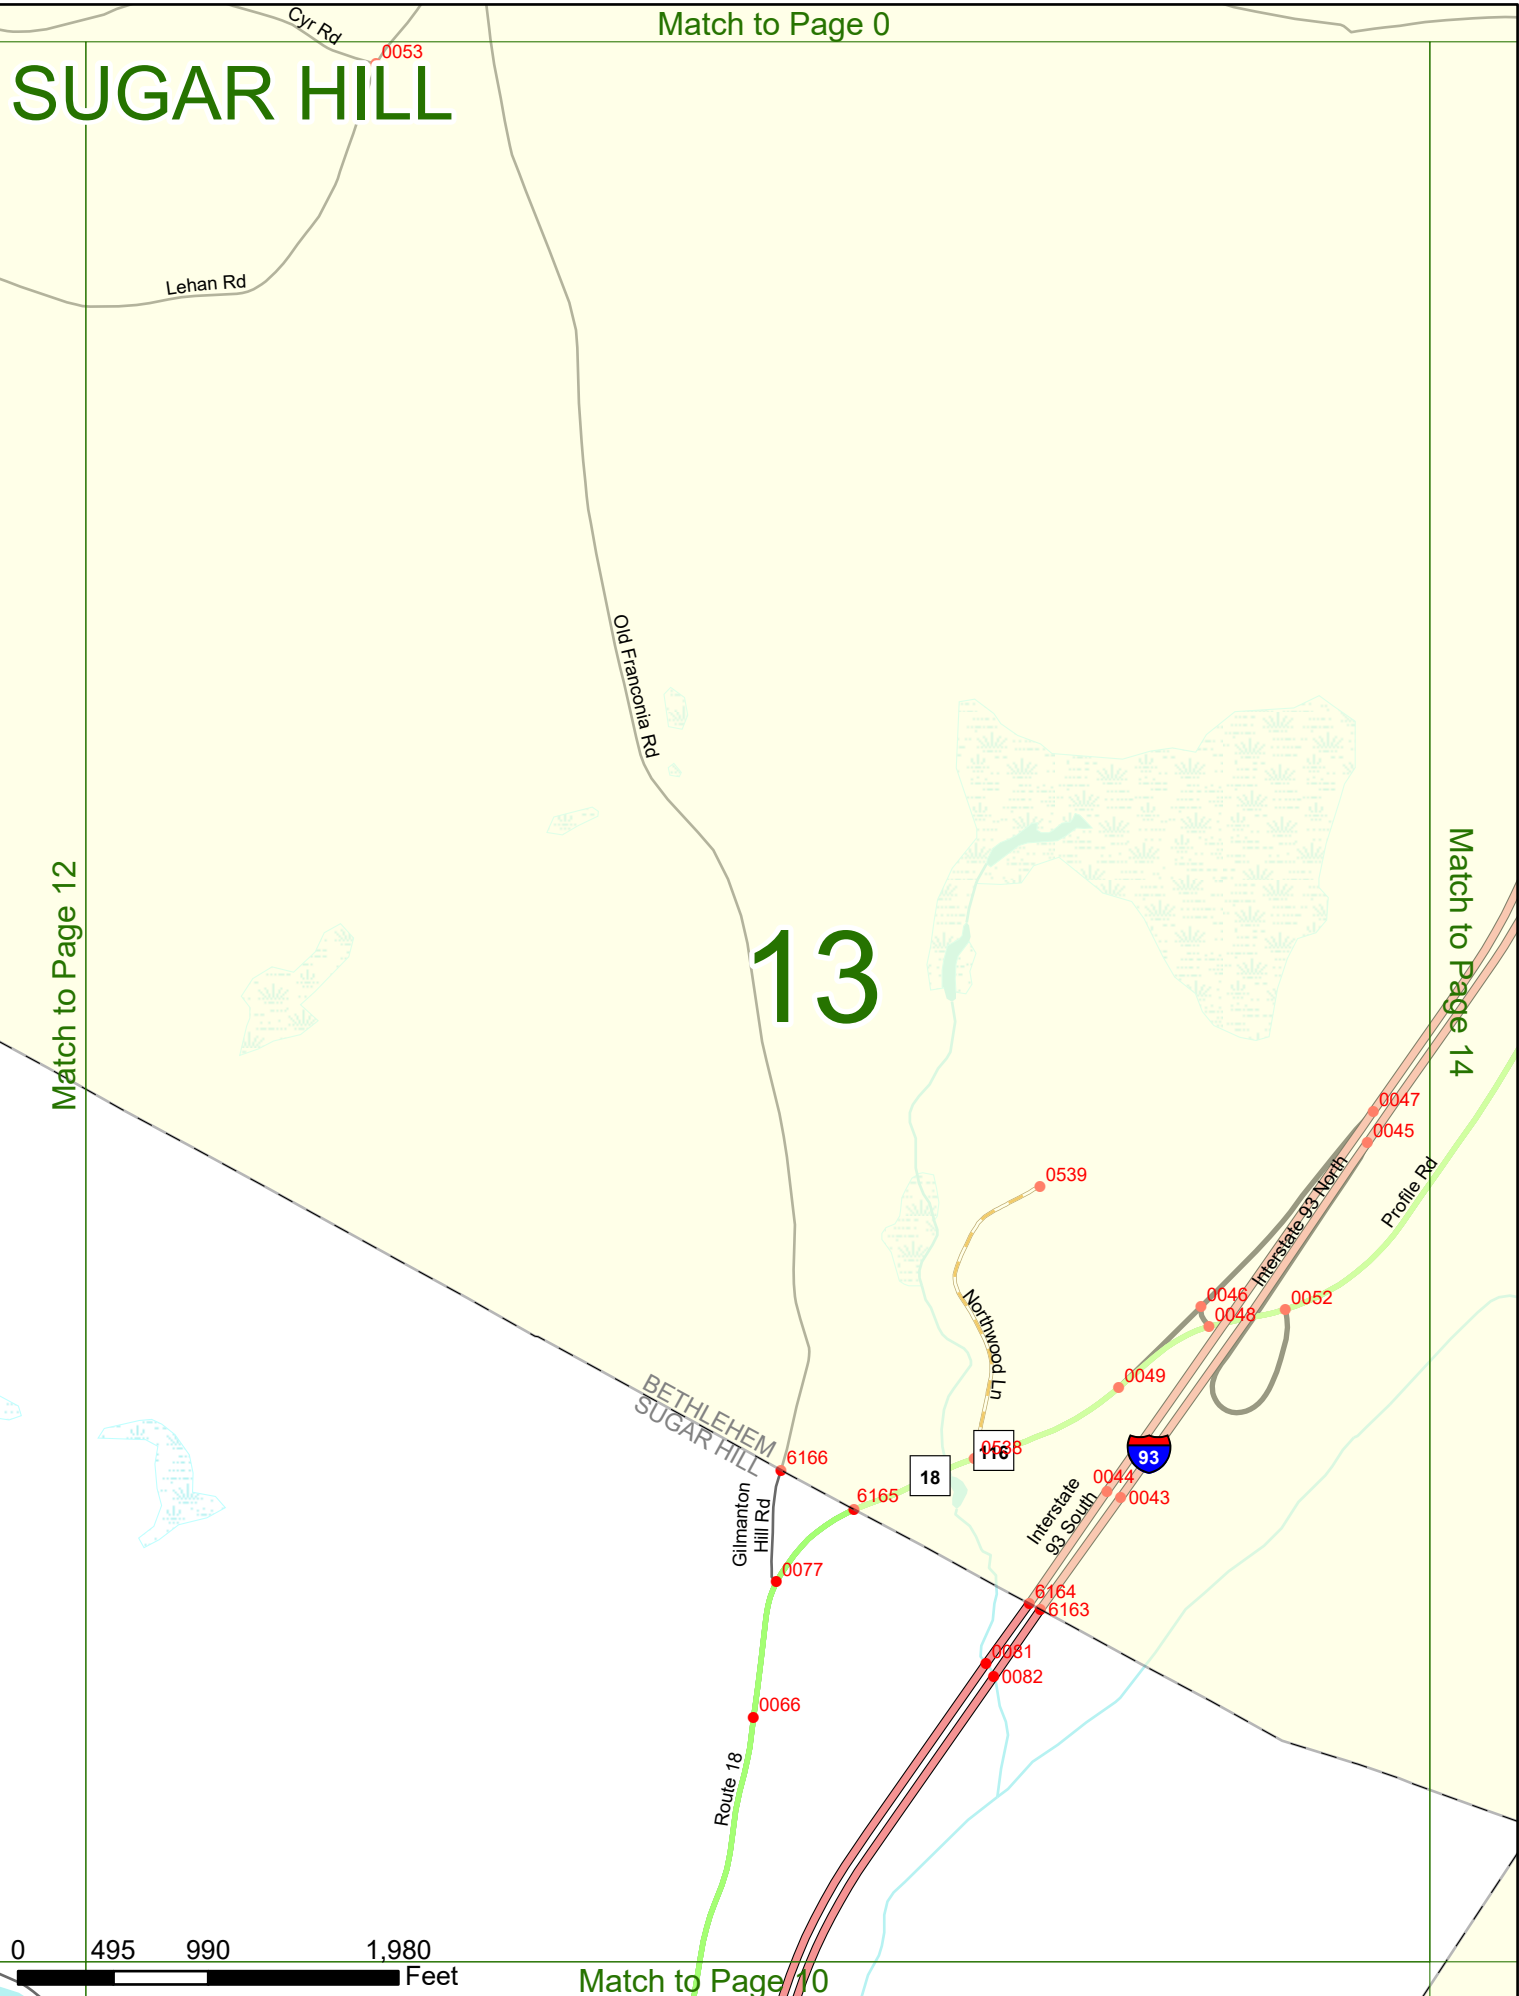 Match to Page 0
Cyr Rd
0053
SUGAR HILL
Lehan Rd
Old Franconia Rd
Match to Page 12
13
Match to Page 14
0047
0045
0539
Interstate 93 North
Profile Rd
0046
0052
0048
Northwood Ln
0049
BETHLEHEM
SUGAR HILL
0538
116
93
6166
18
0044
0043
6165
Gilmanton
Hill Rd
Interstate
93 South
0077
6164
6163
0081
0082
0066
Route 18
0 495 990 1,980
Feet
Match to Page 10